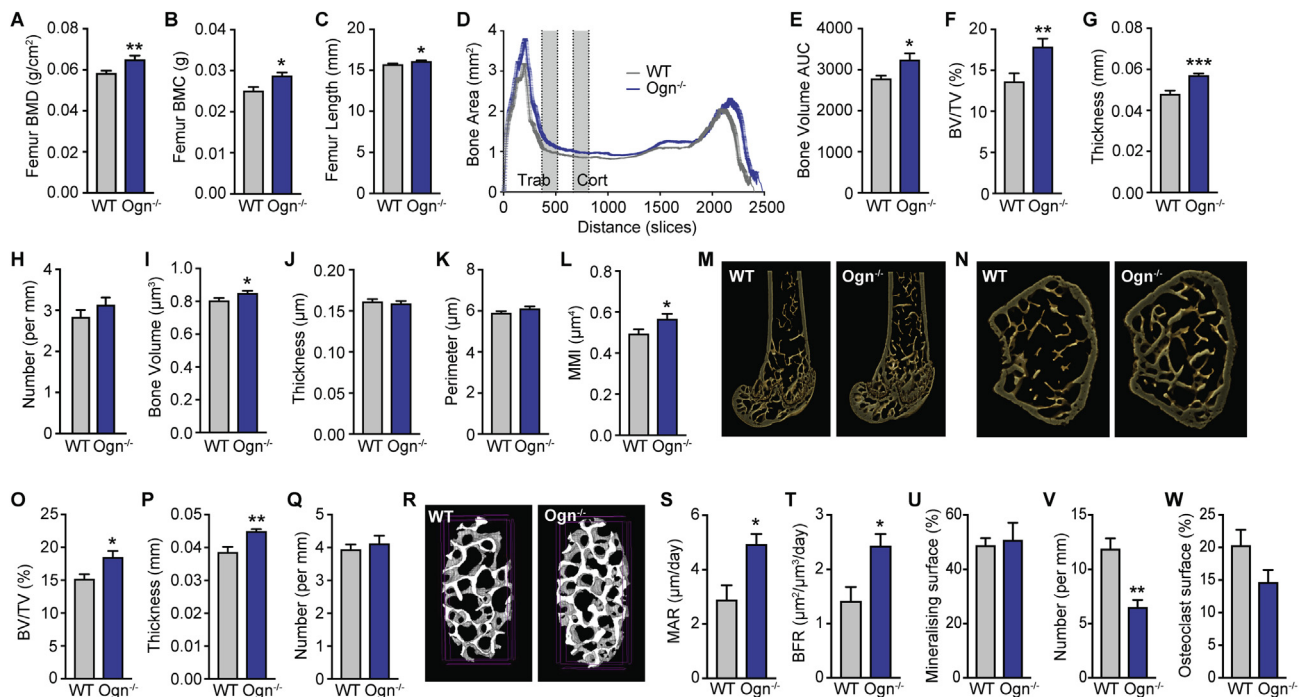 A
Femur BMD (g/cm²)
0.08
0.06
0.04
0.02
0.00
**
WT Ogn⁻/⁻
B
Femur BMC (g)
0.04
0.03
0.02
0.01
0.00
*
WT Ogn⁻/⁻
C
Femur Length (mm)
20
15
10
5
0
*
WT Ogn⁻/⁻
D
Bone Area (mm²)
4
3
2
1
0
WT
Ogn⁻/⁻
Trab
Cort
0 500 1000 1500 2000 2500
Distance (slices)
E
Bone Volume AUC
4000
3000
2000
1000
0
*
WT Ogn⁻/⁻
F
BV/TV (%)
20
15
10
5
0
**
WT Ogn⁻/⁻
G
Thickness (mm)
0.08
0.06
0.04
0.02
0.00
***
WT Ogn⁻/⁻
H
Number (per mm)
4
3
2
1
0
WT Ogn⁻/⁻
I
Bone Volume (µm³)
1.0
0.8
0.6
0.4
0.2
0.0
*
WT Ogn⁻/⁻
J
Thickness (µm)
0.20
0.15
0.10
0.05
0.00
WT Ogn⁻/⁻
K
Perimeter (µm)
8
6
4
2
0
WT Ogn⁻/⁻
L
MMI (µm⁴)
0.8
0.6
0.4
0.2
0.0
*
WT Ogn⁻/⁻
M
WT
Ogn⁻/⁻
N
WT
Ogn⁻/⁻
O
BV/TV (%)
25
20
15
10
5
0
*
WT Ogn⁻/⁻
P
Thickness (mm)
0.05
0.04
0.03
0.02
0.01
0.00
**
WT Ogn⁻/⁻
Q
Number (per mm)
5
4
3
2
1
0
WT Ogn⁻/⁻
R
WT
Ogn⁻/⁻
S
MAR (µm/day)
6
4
2
0
*
WT Ogn⁻/⁻
T
BFR (µm²/µm³/day)
3
2
1
0
*
WT Ogn⁻/⁻
U
Mineralising surface (%)
60
40
20
0
WT Ogn⁻/⁻
V
Number (per mm)
15
10
5
0
**
WT Ogn⁻/⁻
W
Osteoclast surface (%)
25
20
15
10
5
0
WT Ogn⁻/⁻